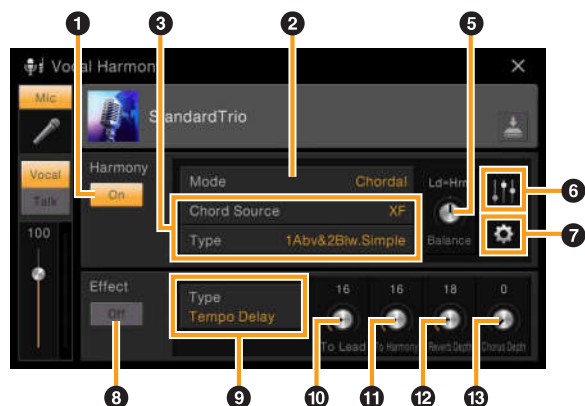 1
3
2
5
Vocal Harmony
Mic
StandardTrio
Harmony
On
Mode Chordal
Ld=Hrm
6
Vocal
Talk
Chord Source XF
Type 1Abv&2Blw.Simple
Balance
7
100
Effect
Off
Type
Tempo Delay
16 16 18 0
To Lead To Harmony Reverb Depth Chorus Depth
8
9
10
11
12
13